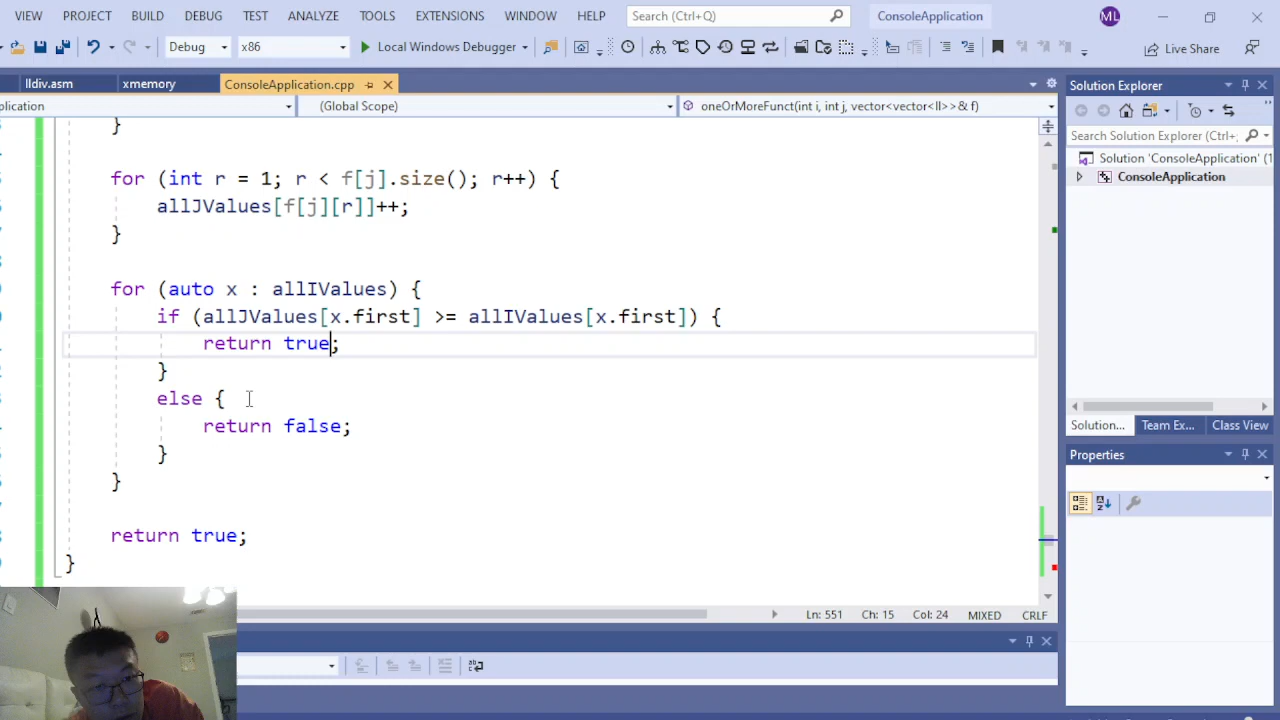 VIEW PROJECT BUILD DEBUG TEST ANALYZE TOOLS EXTENSIONS WINDOW HELP Search (Ctrl+Q) ConsoleApplication ML
Debug x86 Local Windows Debugger Live Share
lldiv.asm xmemory ConsoleApplication.cpp
plication (Global Scope) oneOrMoreFunct(int i, int j, vector<vector<ll>>& f)
}
for (int r = 1; r < f[j].size(); r++) {
allJValues[f[j][r]]++;
}
for (auto x : allIValues) {
if (allJValues[x.first] >= allIValues[x.first]) {
return true;
}
else {
return false;
}
}
return true;
}
Ln: 551 Ch: 15 Col: 24 MIXED CRLF
Solution Explorer
Search Solution Explorer (Ctrl+;
Solution 'ConsoleApplication' (1
ConsoleApplication
Solution... Team Ex... Class View
Properties